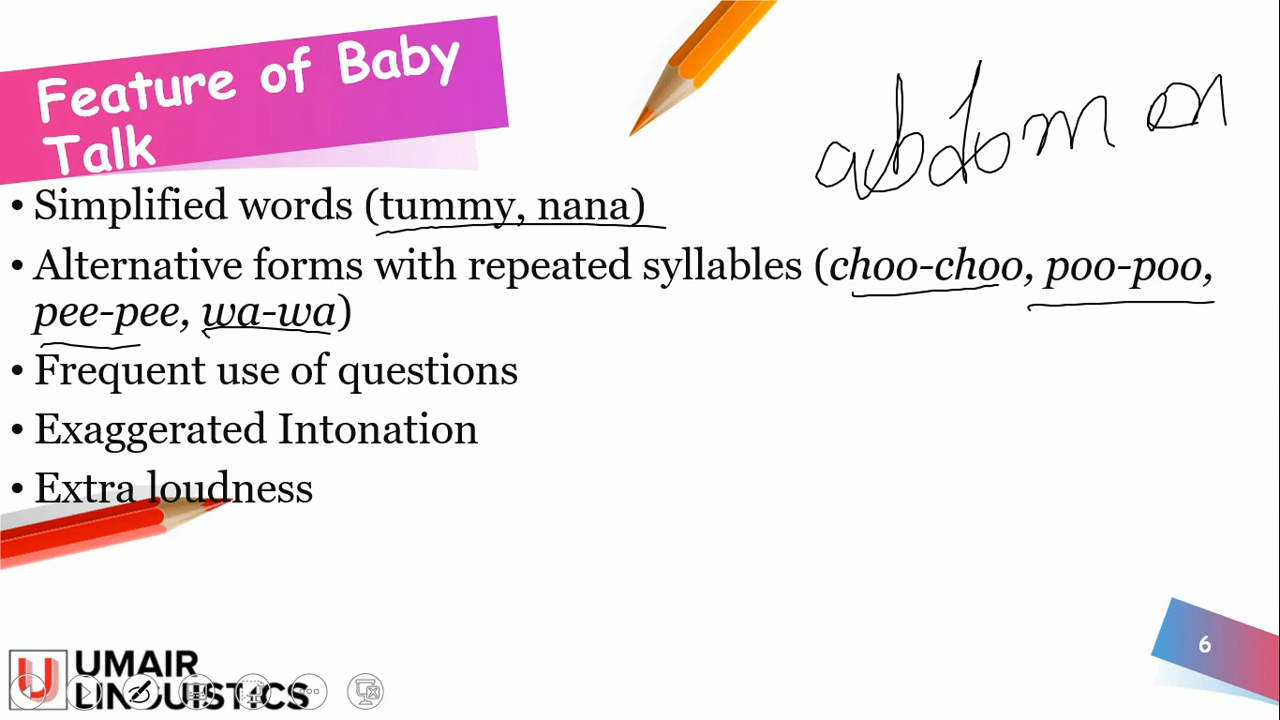 Feature of Baby
Talk
abdomen
• Simplified words (tummy, nana)
• Alternative forms with repeated syllables (choo-choo, poo-poo,
pee-pee, wa-wa)
• Frequent use of questions
• Exaggerated Intonation
• Extra loudness
6
UMAIR
LINGUISTICS